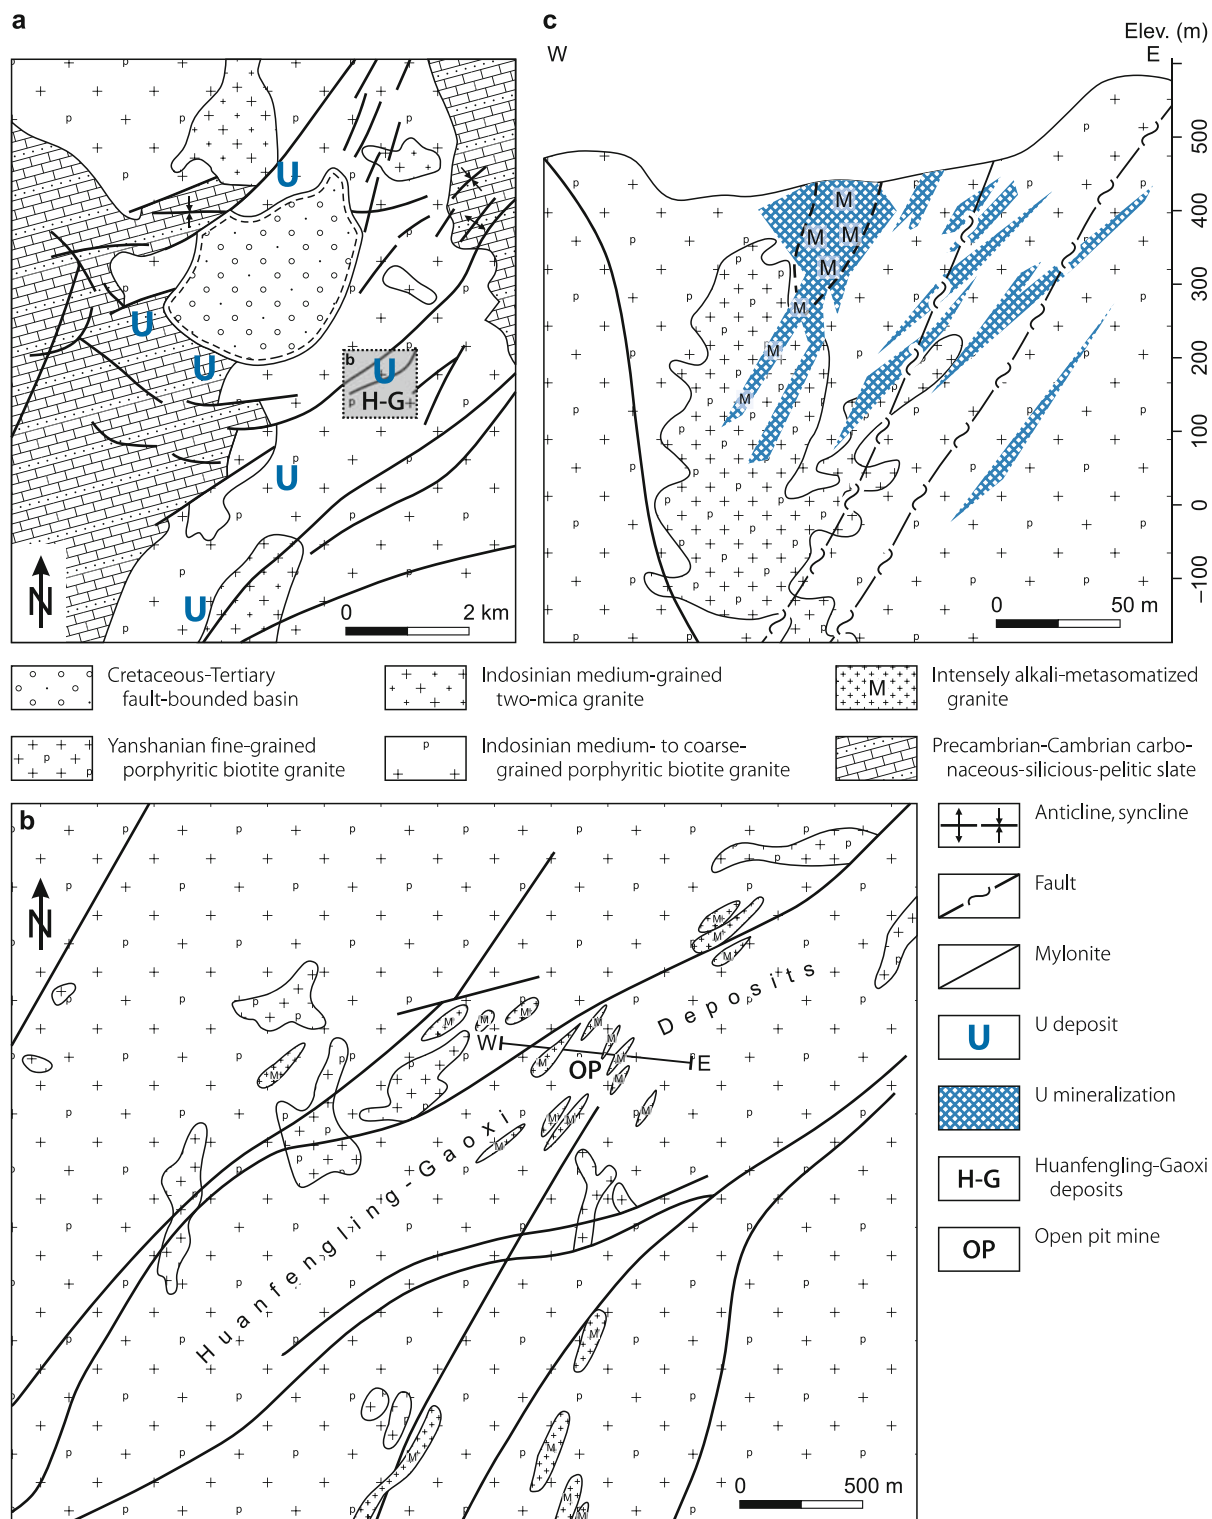 a
U
U
U
b
U
H-G
U
U
N
0
2 km
c
Elev. (m)
W
E
500
400
300
200
100
0
–100
M
M
M
M
M
M
M
0
50 m
Cretaceous-Tertiary
fault-bounded basin
Indosinian medium-grained
two-mica granite
M
Intensely alkali-metasomatized
granite
Yanshanian fine-grained
porphyritic biotite granite
Indosinian medium- to coarse-
grained porphyritic biotite granite
Precambrian-Cambrian carbo-
naceous-silicious-pelitic slate
b
N
W
E
OP
Huanfengling-Gaoxi Deposits
0
500 m
Anticline, syncline
Fault
Mylonite
U
U deposit
U mineralization
H-G
Huanfengling-Gaoxi
deposits
OP
Open pit mine